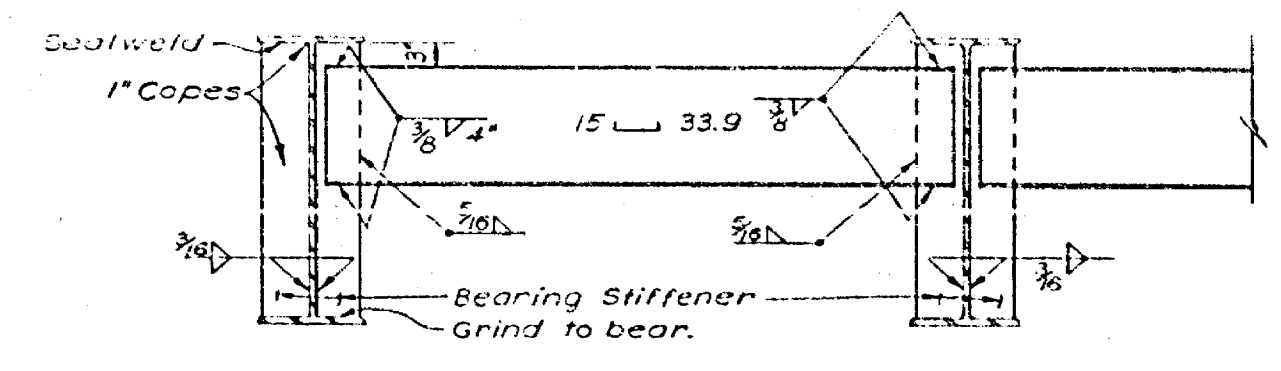 Sealweld
1" Copes
3
3/8 4"
15 33.9
3/8
5/16
5/16
3/16
3/16
Bearing Stiffener
Grind to bear.